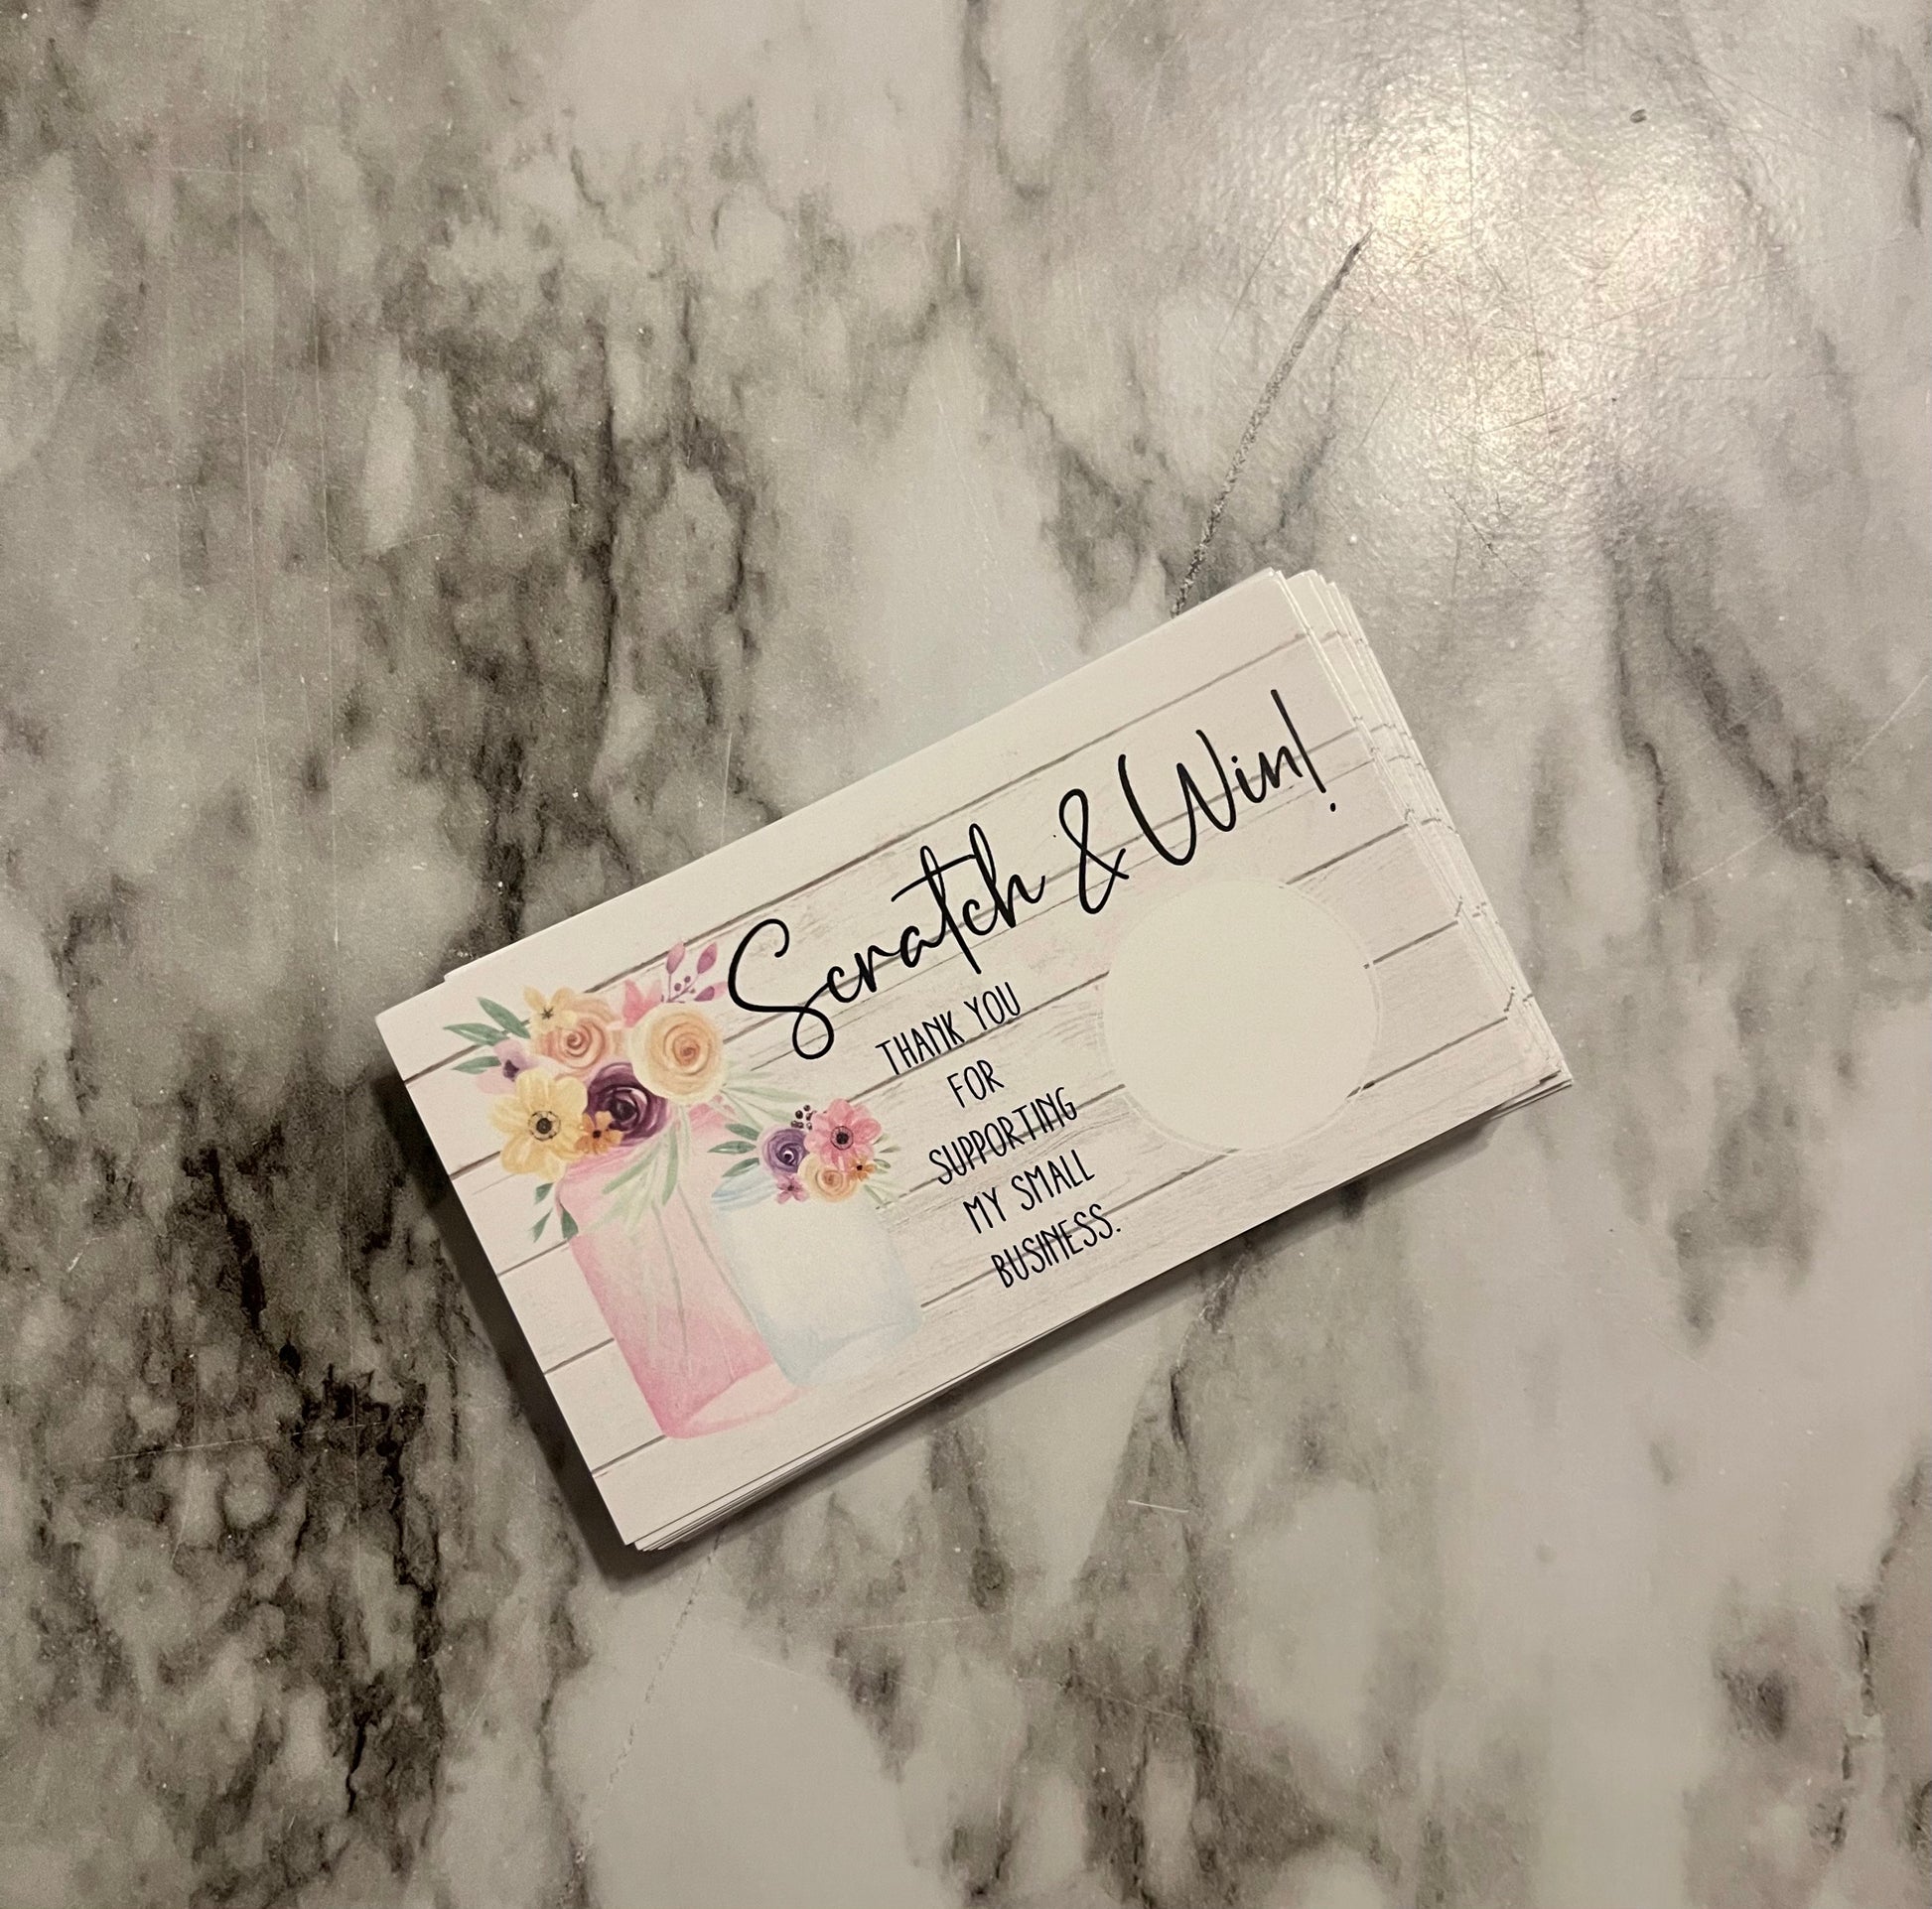 Scratch & Win!
THANK YOU
FOR
SUPPORTING
MY SMALL
BUSINESS.